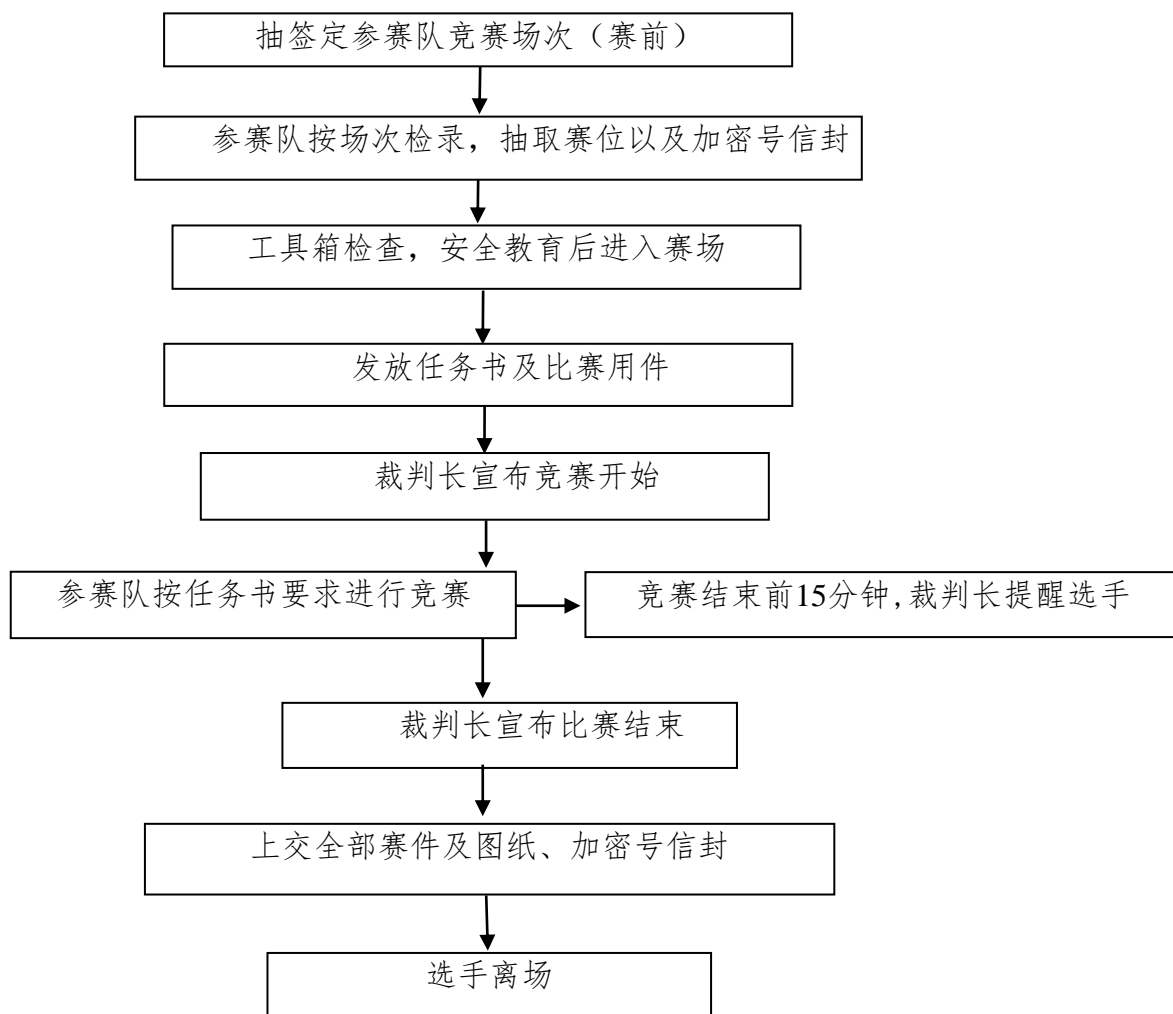 抽签定参赛队竞赛场次（赛前）
参赛队按场次检录，抽取赛位以及加密号信封
工具箱检查，安全教育后进入赛场
发放任务书及比赛用件
裁判长宣布竞赛开始
参赛队按任务书要求进行竞赛
竞赛结束前15分钟,裁判长提醒选手
裁判长宣布比赛结束
上交全部赛件及图纸、加密号信封
选手离场